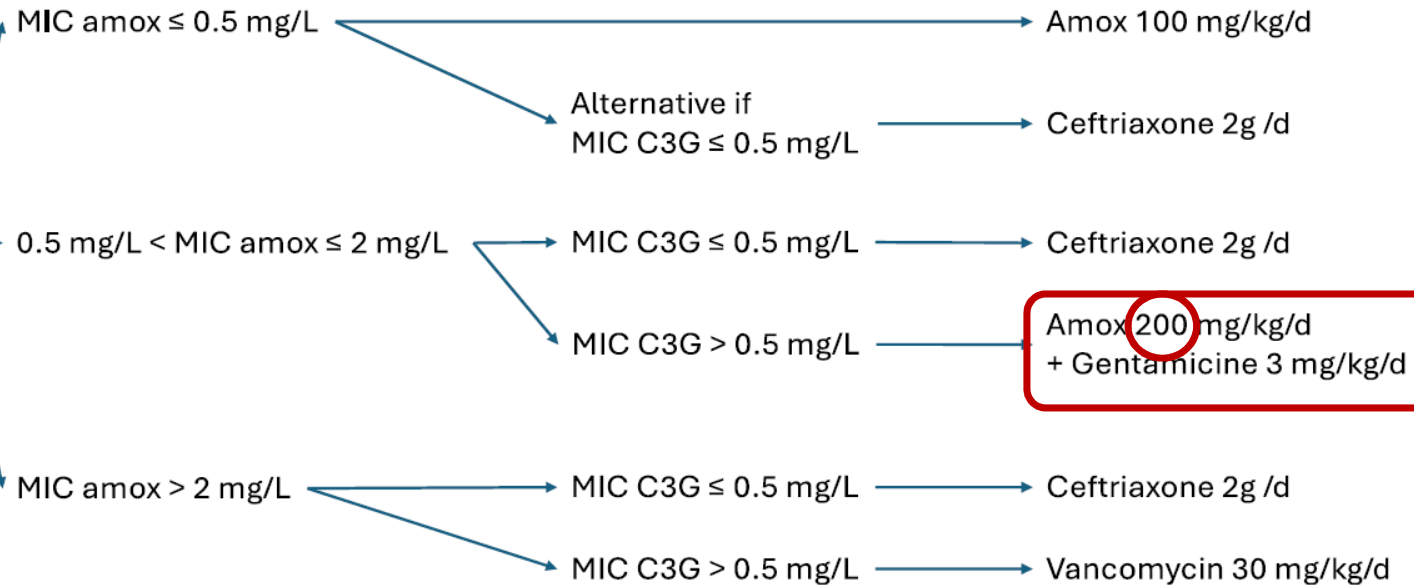 MIC amox ≤ 0.5 mg/L
Amox 100 mg/kg/d
Alternative if
MIC C3G ≤ 0.5 mg/L
Ceftriaxone 2g /d
0.5 mg/L < MIC amox ≤ 2 mg/L
MIC C3G ≤ 0.5 mg/L
Ceftriaxone 2g /d
MIC C3G > 0.5 mg/L
Amox 200 mg/kg/d
+ Gentamicine 3 mg/kg/d
MIC amox > 2 mg/L
MIC C3G ≤ 0.5 mg/L
Ceftriaxone 2g /d
MIC C3G > 0.5 mg/L
Vancomycin 30 mg/kg/d